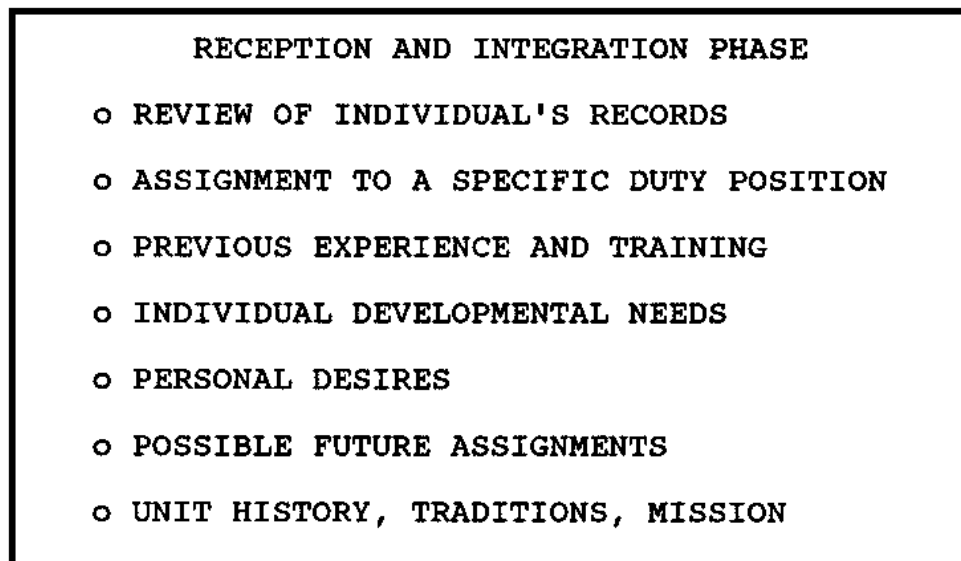 RECEPTION AND INTEGRATION PHASE
o REVIEW OF INDIVIDUAL'S RECORDS
o ASSIGNMENT TO A SPECIFIC DUTY POSITION
o PREVIOUS EXPERIENCE AND TRAINING
o INDIVIDUAL DEVELOPMENTAL NEEDS
o PERSONAL DESIRES
o POSSIBLE FUTURE ASSIGNMENTS
o UNIT HISTORY, TRADITIONS, MISSION